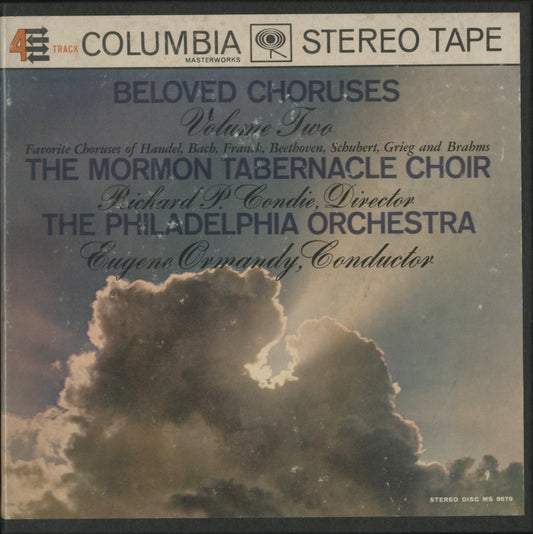 4 TRACK COLUMBIA STEREO TAPE
MASTERWORKS
BELOVED CHORUSES
Volume Two
Favorite Choruses of Handel, Bach, Franck, Beethoven, Schubert, Grieg and Brahms
THE MORMON TABERNACLE CHOIR
Richard P. Condie, Director
THE PHILADELPHIA ORCHESTRA
Eugene Ormandy, Conductor
STEREO DISC MS 6679